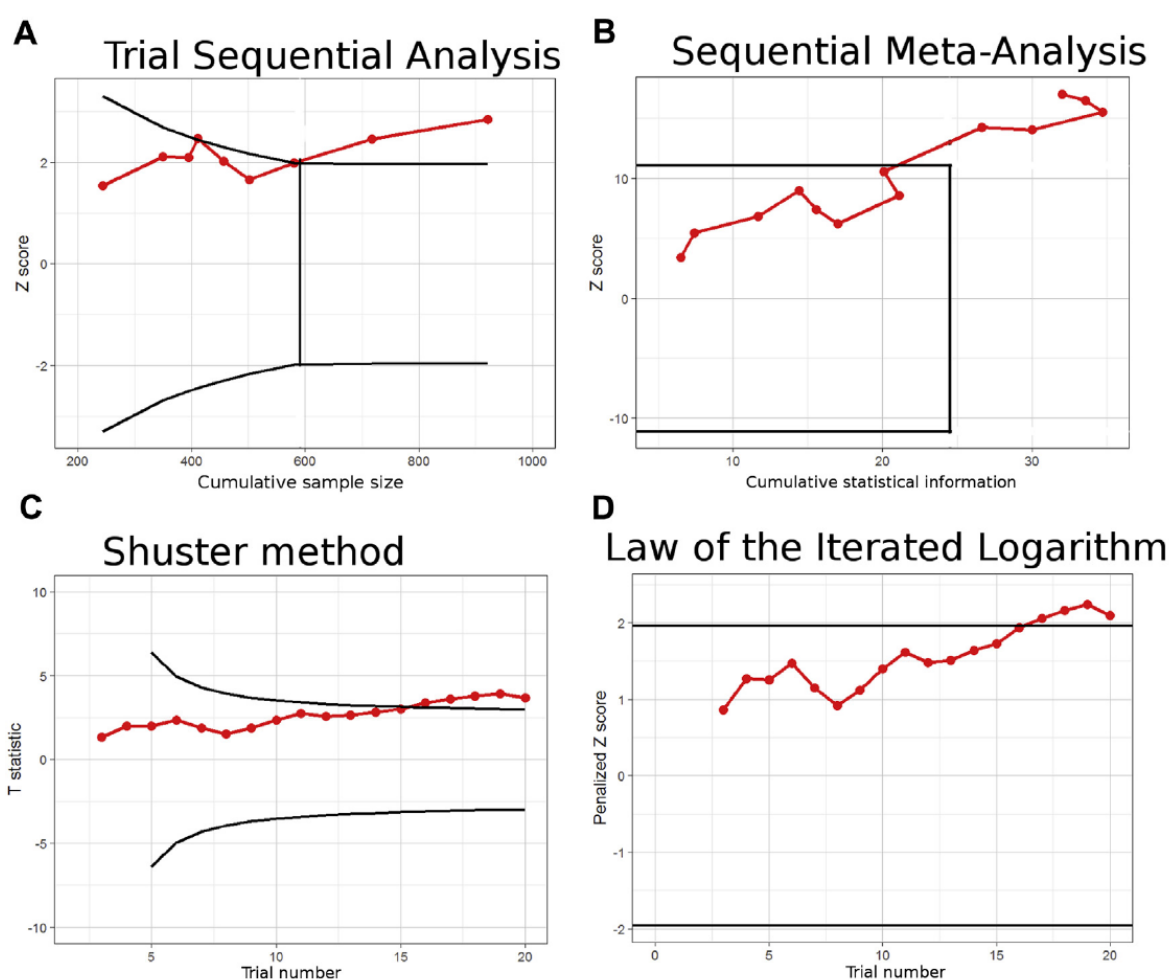 A
Trial Sequential Analysis
2
0
-2
Z score
200 400 600 800 1000
Cumulative sample size
B
Sequential Meta-Analysis
10
0
-10
Z score
10 20 30
Cumulative statistical information
C
Shuster method
10
5
0
-5
-10
T statistic
5 10 15 20
Trial number
D
Law of the Iterated Logarithm
2
1
0
-1
-2
Penalized Z score
0 5 10 15 20
Trial number